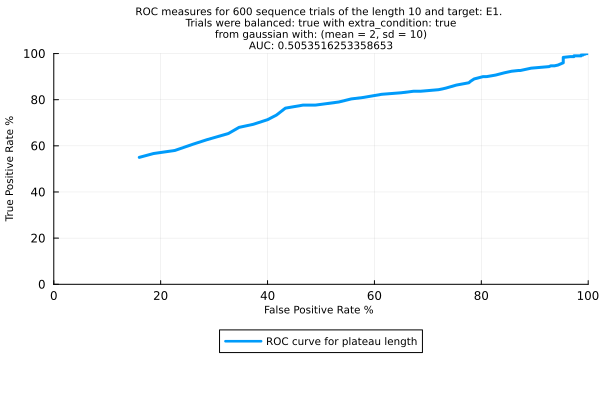 ROC measures for 600 sequence trials of the length 10 and target: E1.
Trials were balanced: true with extra_condition: true
from gaussian with: (mean = 2, sd = 10)
AUC: 0.5053516253358653
100
80
60
40
20
0
True Positive Rate %
0 20 40 60 80 100
False Positive Rate %
ROC curve for plateau length